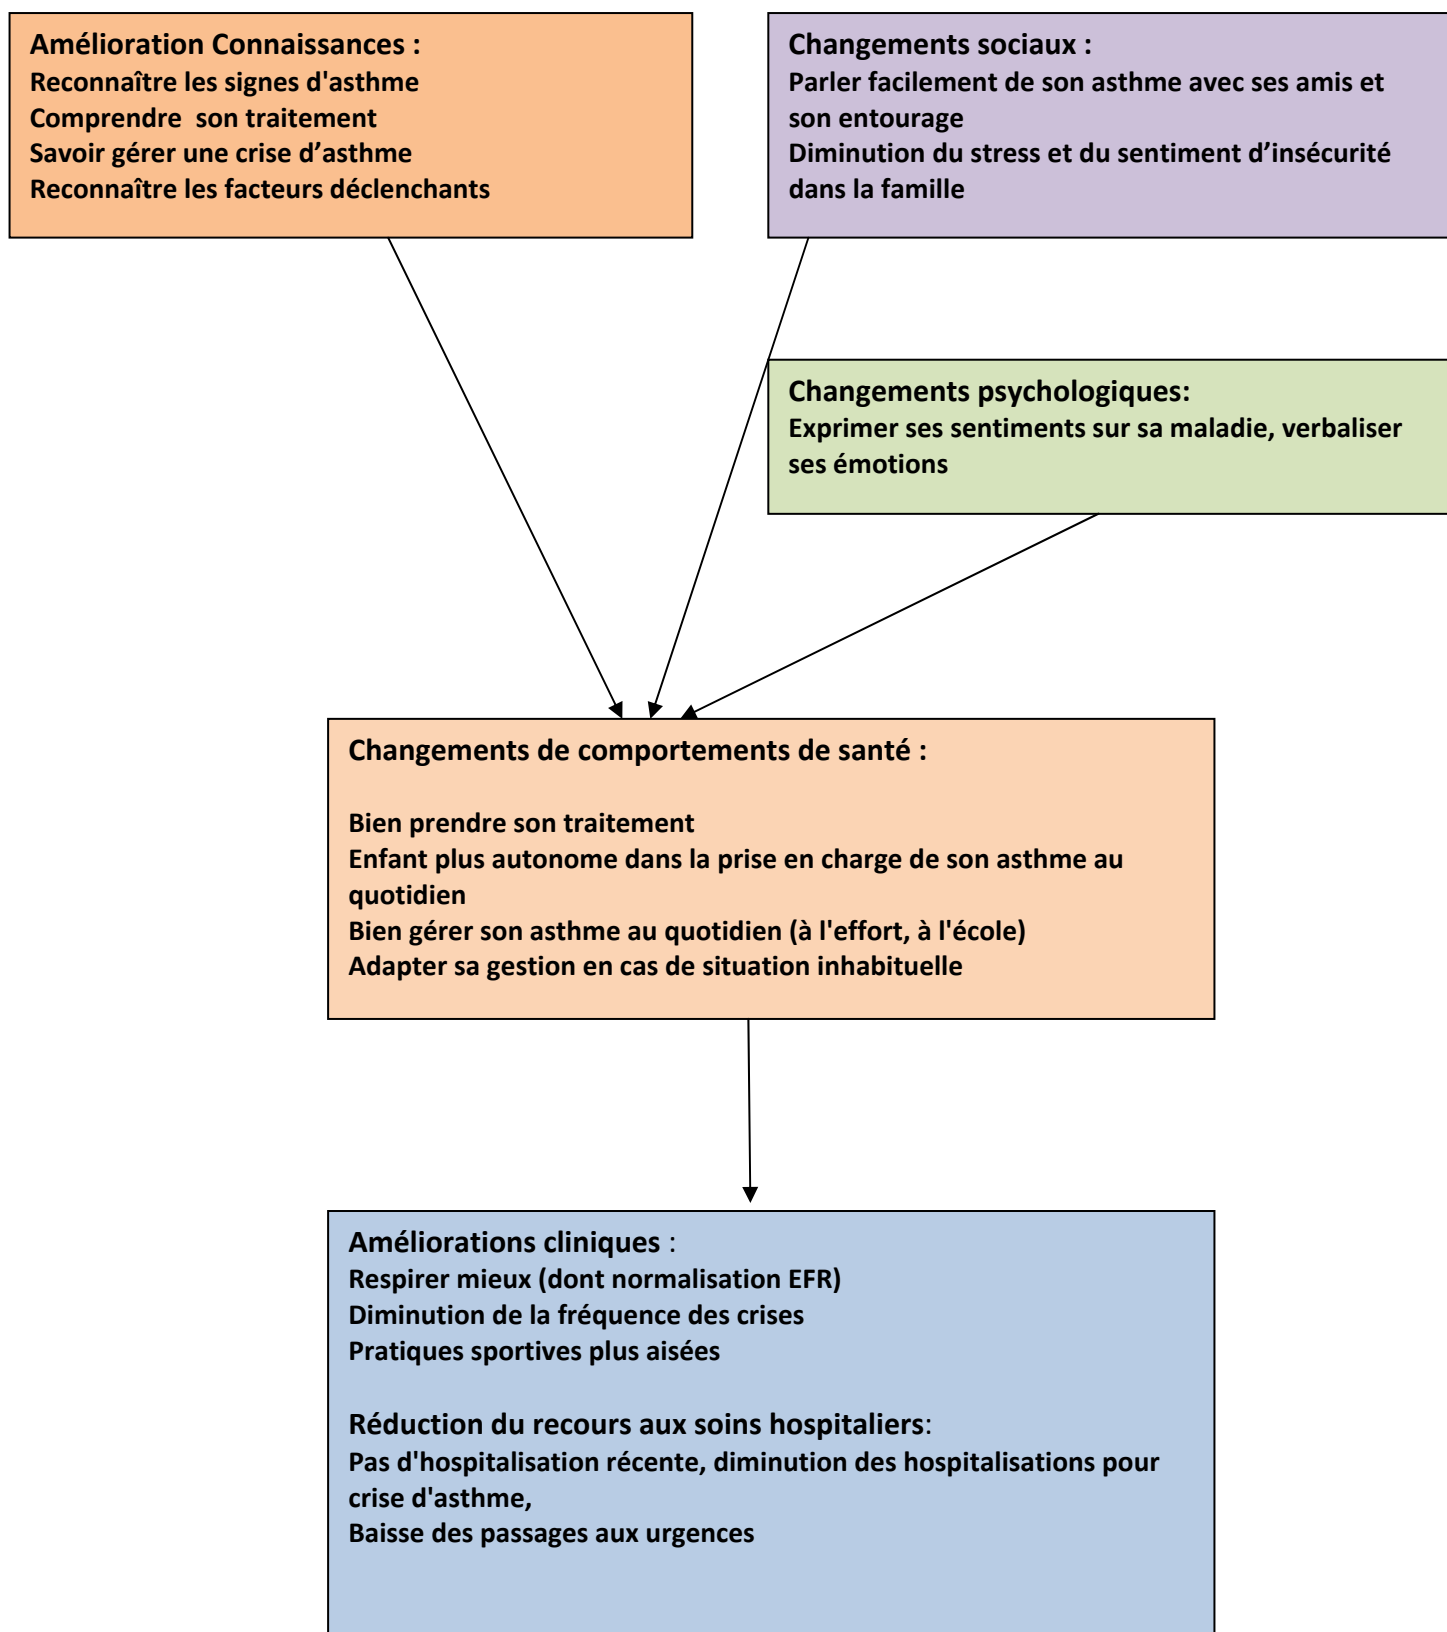 Amélioration Connaissances :
Reconnaître les signes d'asthme
Comprendre  son traitement
Savoir gérer une crise d’asthme
Reconnaître les facteurs déclenchants
Changements sociaux :
Parler facilement de son asthme avec ses amis et
son entourage
Diminution du stress et du sentiment d’insécurité
dans la famille
Changements psychologiques:
Exprimer ses sentiments sur sa maladie, verbaliser
ses émotions
Changements de comportements de santé :
Bien prendre son traitement
Enfant plus autonome dans la prise en charge de son asthme au
quotidien
Bien gérer son asthme au quotidien (à l'effort, à l'école)
Adapter sa gestion en cas de situation inhabituelle
Améliorations cliniques :
Respirer mieux (dont normalisation EFR)
Diminution de la fréquence des crises
Pratiques sportives plus aisées
Réduction du recours aux soins hospitaliers:
Pas d'hospitalisation récente, diminution des hospitalisations pour
crise d'asthme,
Baisse des passages aux urgences